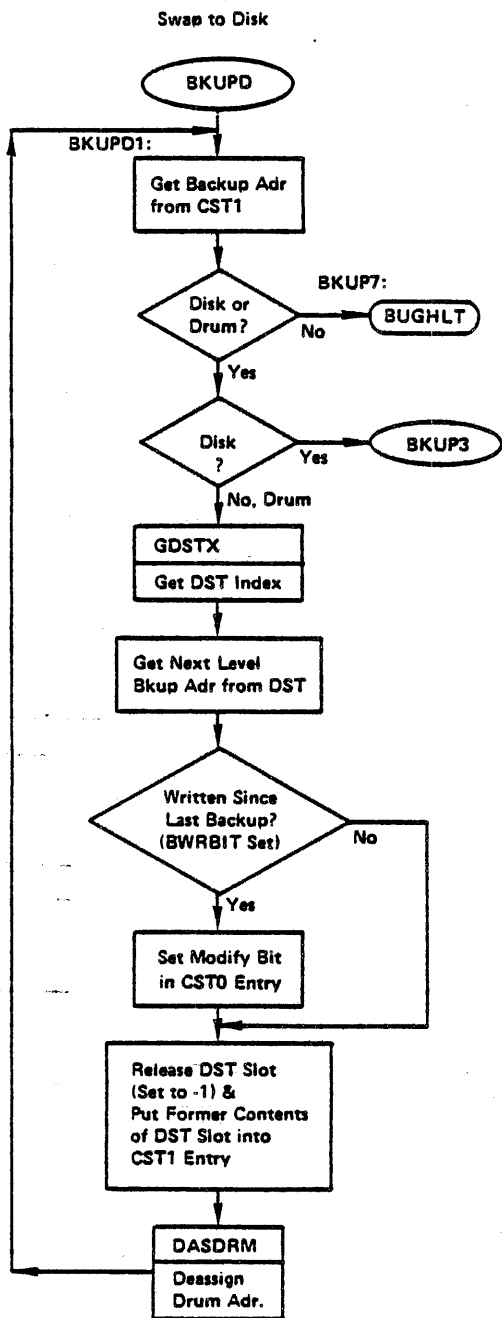 Swap to Disk
BKUPD
BKUPD1:
Get Backup Adr
from CST1
Disk or
Drum?
No
BKUP7:
BUGHLT
Yes
Disk
?
Yes
BKUP3
No, Drum
GDSTX
Get DST Index
Get Next Level
Bkup Adr from DST
Written Since
Last Backup?
(BWRBIT Set)
No
Yes
Set Modify Bit
in CST0 Entry
Release DST Slot
(Set to -1) &
Put Former Contents
of DST Slot into
CST1 Entry
DASDRM
Deassign
Drum Adr.